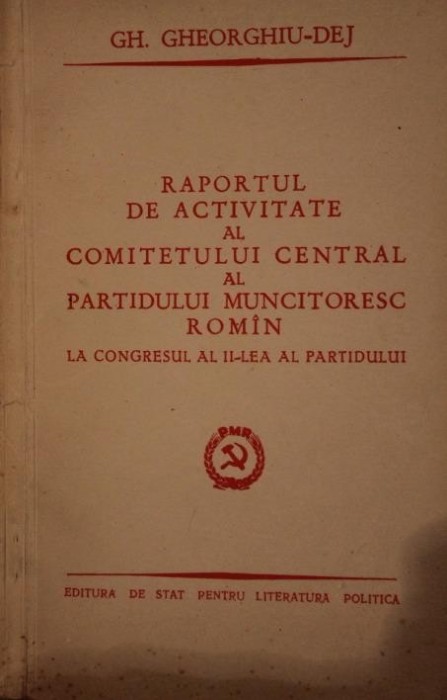 GH. GHEORGHIU-DEJ
RAPORTUL
DE ACTIVITATE
AL
COMITETULUI CENTRAL
AL
PARTIDULUI MUNCITORESC
ROMÎN
LA CONGRESUL AL II-LEA AL PARTIDULUI
PMR
EDITURA DE STAT PENTRU LITERATURA POLITICA